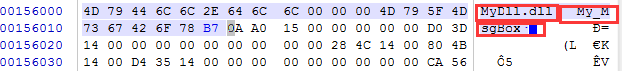 00156000 4D 79 44 6C 6C 2E 64 6C 6C 00 00 00 4D 79 5F 4D MyDll.dll My_M
00156010 73 67 42 6F 78 B7 0A A0 15 00 00 00 00 00 D0 3D sgBox· Ð=
00156020 14 00 00 00 00 00 00 00 00 00 28 4C 14 00 80 4B (L €K
00156030 14 00 D4 35 14 00 00 00 00 00 00 00 00 00 CA 56 Ô5 ÊV